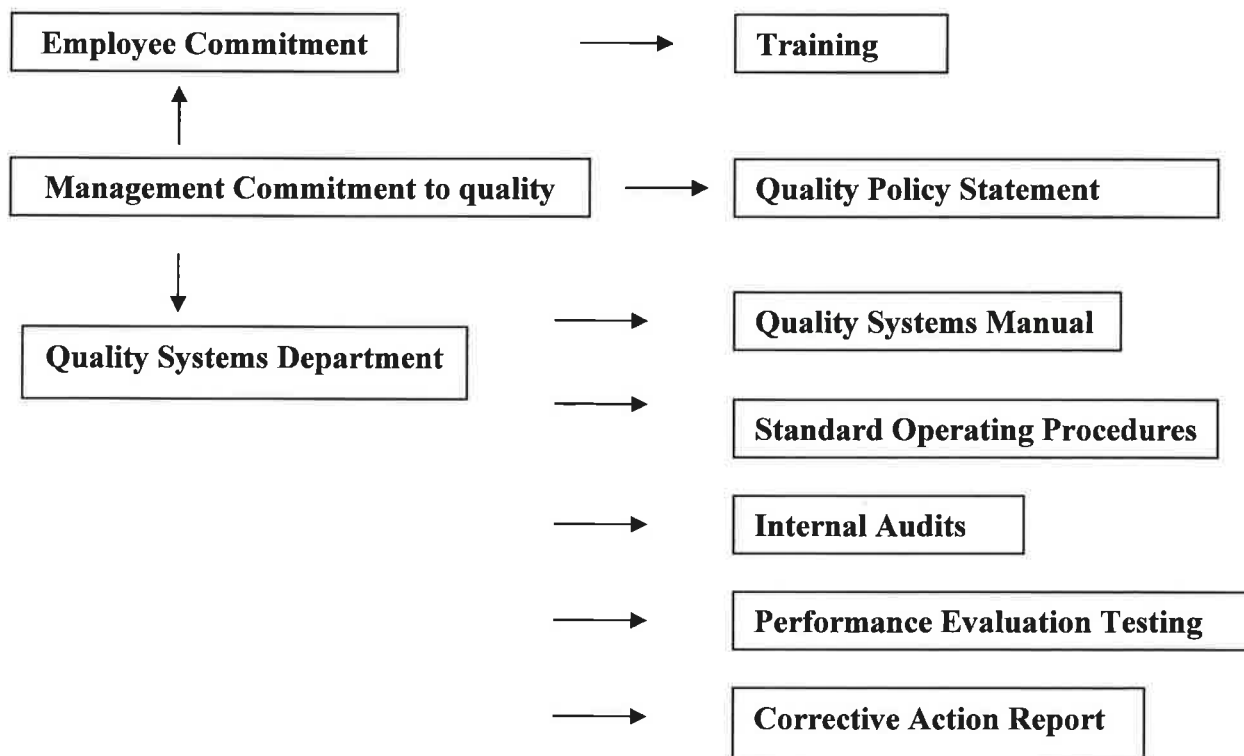 Employee Commitment
Training
Management Commitment to quality
Quality Policy Statement
Quality Systems Manual
Quality Systems Department
Standard Operating Procedures
Internal Audits
Performance Evaluation Testing
Corrective Action Report